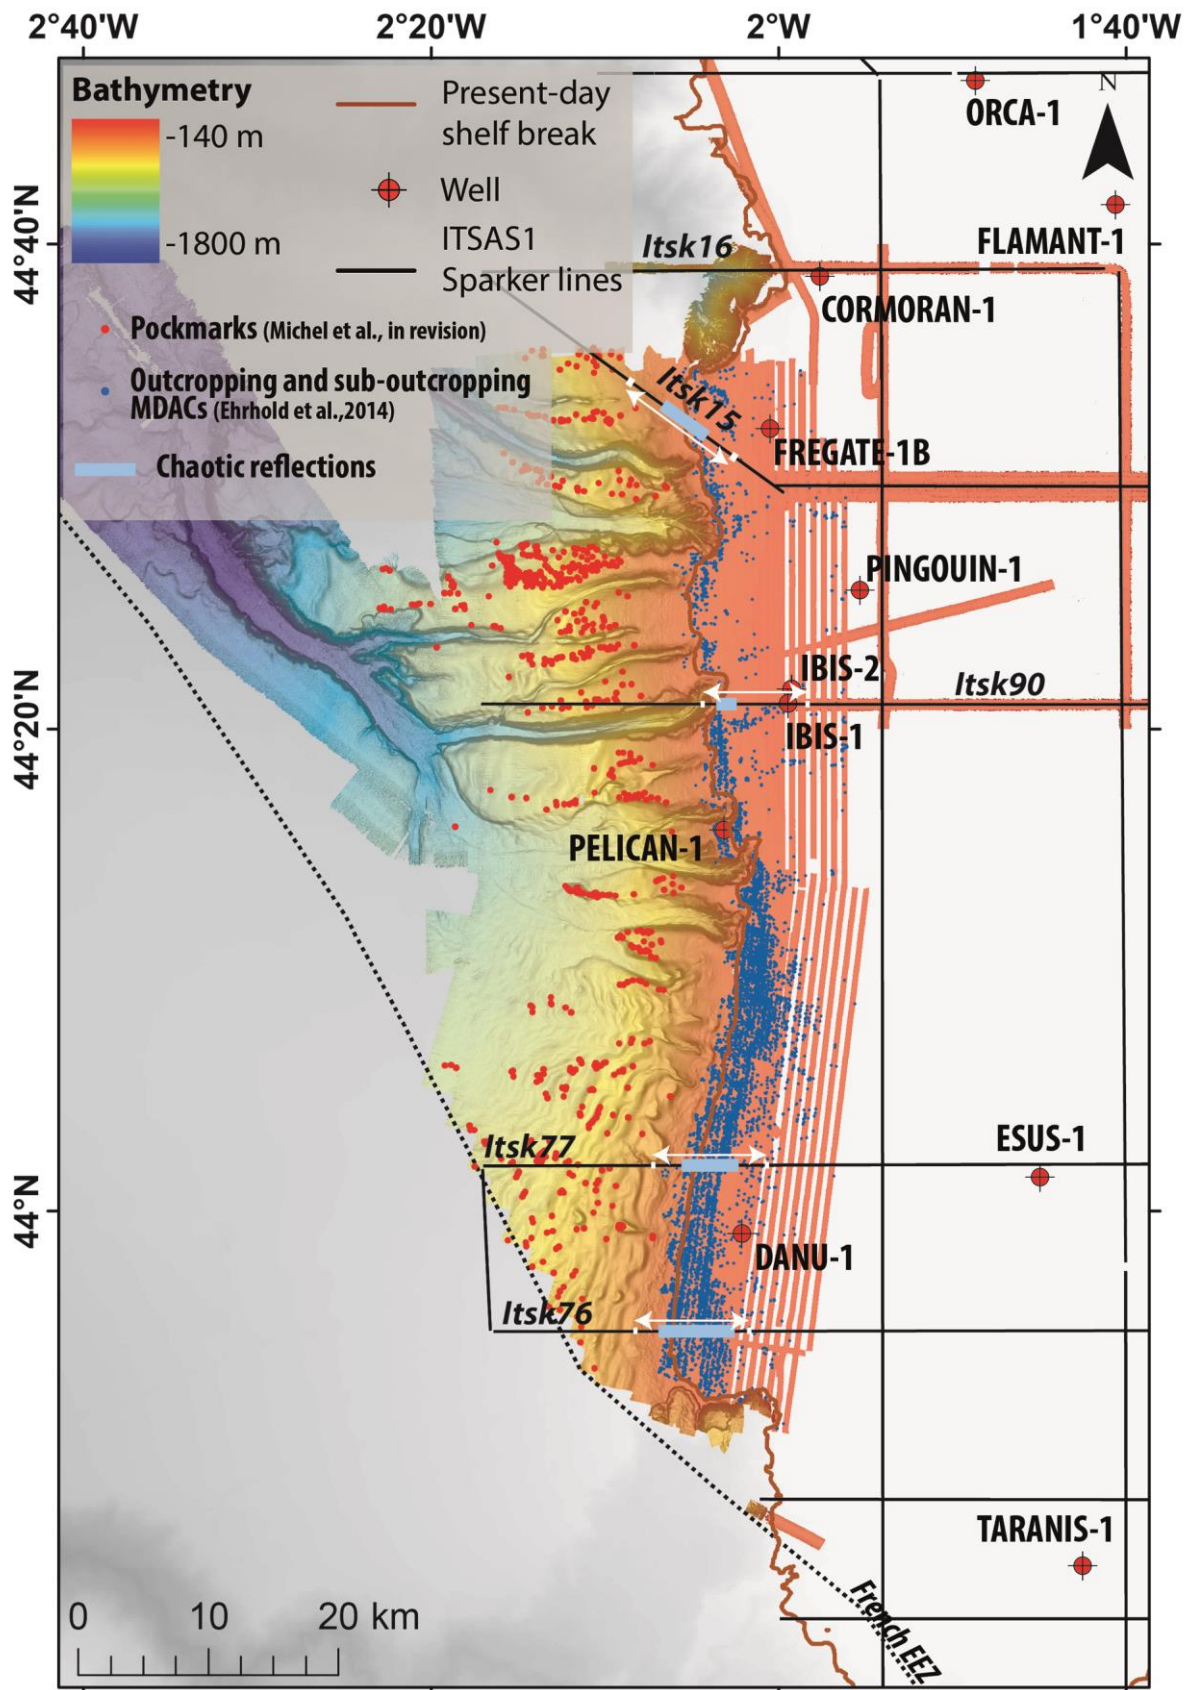 2°40'W
2°20'W
2°W
1°40'W
Bathymetry
-140 m
-1800 m
Present-day
shelf break
Well
ITSAS1
Sparker lines
Pockmarks (Michel et al., in revision)
Outcropping and sub-outcropping
MDACs (Ehrhold et al.,2014)
Chaotic reflections
N
ORCA-1
FLAMANT-1
44°40'N
Itsk16
CORMORAN-1
Itsk15
FREGATE-1B
PINGOUIN-1
IBIS-2
Itsk90
44°20'N
IBIS-1
PELICAN-1
ESUS-1
Itsk77
44°N
DANU-1
Itsk76
TARANIS-1
French EEZ
0 10 20 km